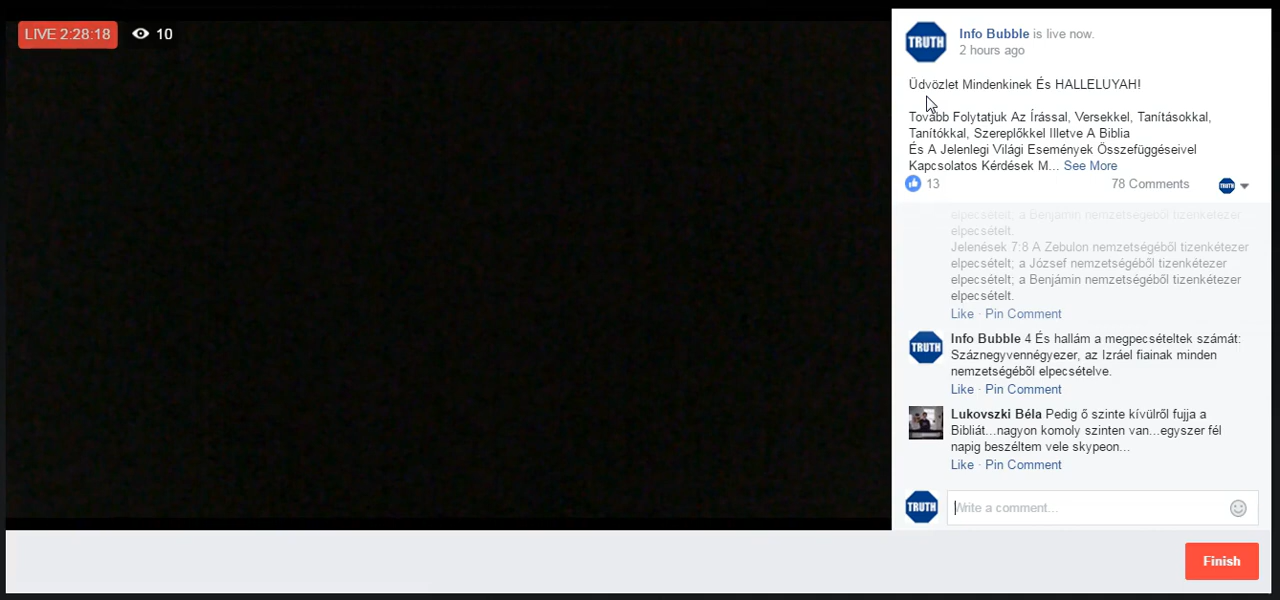 LIVE 2:28:18
10
TRUTH
Info Bubble is live now.
2 hours ago
Üdvözlet Mindenkinek És HALLELUYAH!
Tovább Folytatjuk Az Írással, Versekkel, Tanításokkal,
Tanítókkal, Szereplőkkel Illetve A Biblia
És A Jelenlegi Világi Események Összefüggéseivel
Kapcsolatos Kérdések M... See More
13
78 Comments
TRUTH
elpecsételt; a Benjámin nemzetségéből tizenkétezer
elpecsételt.
Jelenések 7:8 A Zebulon nemzetségéből tizenkétezer
elpecsételt; a József nemzetségéből tizenkétezer
elpecsételt; a Benjámin nemzetségéből tizenkétezer
elpecsételt.
Like · Pin Comment
TRUTH
Info Bubble 4 És hallám a megpecsételtek számát:
Száznegyvennégyezer, az Izráel fiainak minden
nemzetségébõl elpecsételve.
Like · Pin Comment
Lukovszki Béla Pedig ő szinte kívülről fujja a
Bibliát...nagyon komoly szinten van...egyszer fél
napig beszéltem vele skypeon...
Like · Pin Comment
TRUTH
Write a comment...
Finish